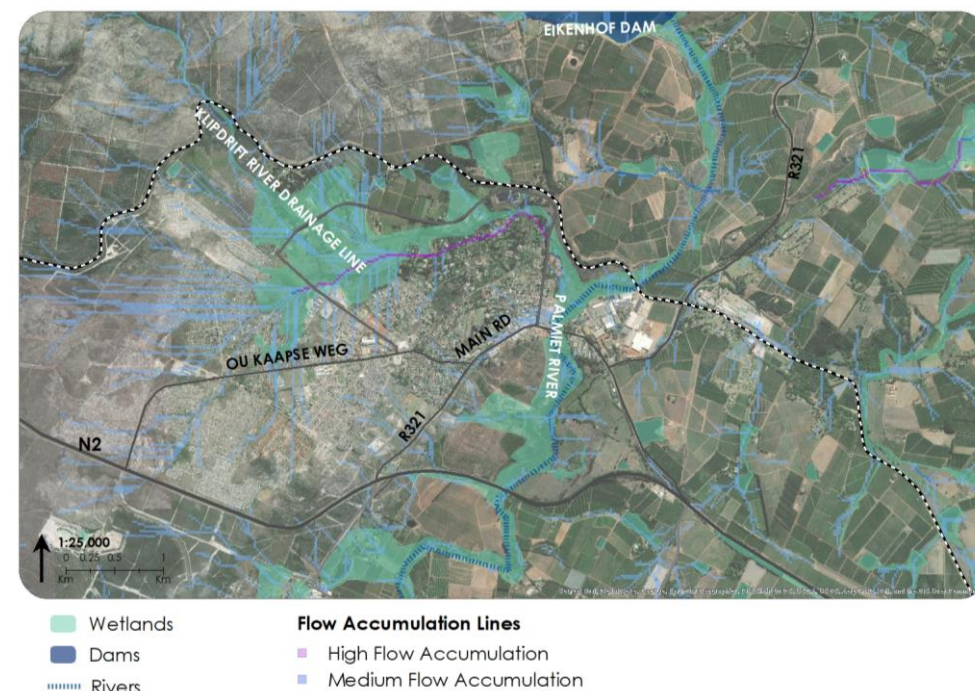 EIKENHOF DAM
KLIPDRIFT RIVER DRAINAGE LINE
R321
PALMIET RIVER
MAIN RD
OU KAAPSE WEG
R321
N2
1:25,000
0 0.25 0.5 1
Km Km
Wetlands
Dams
Rivers
Flow Accumulation Lines
High Flow Accumulation
Medium Flow Accumulation